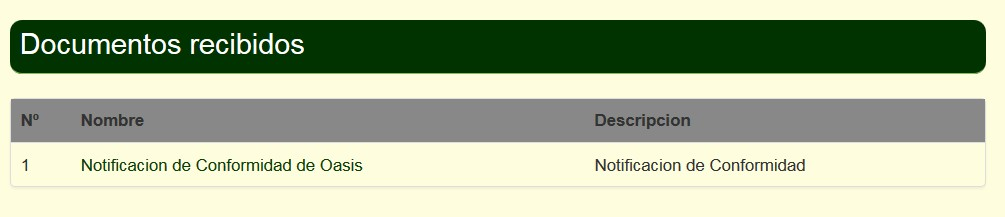 Documentos recibidos
Nº Nombre Descripcion
1 Notificacion de Conformidad de Oasis Notificacion de Conformidad